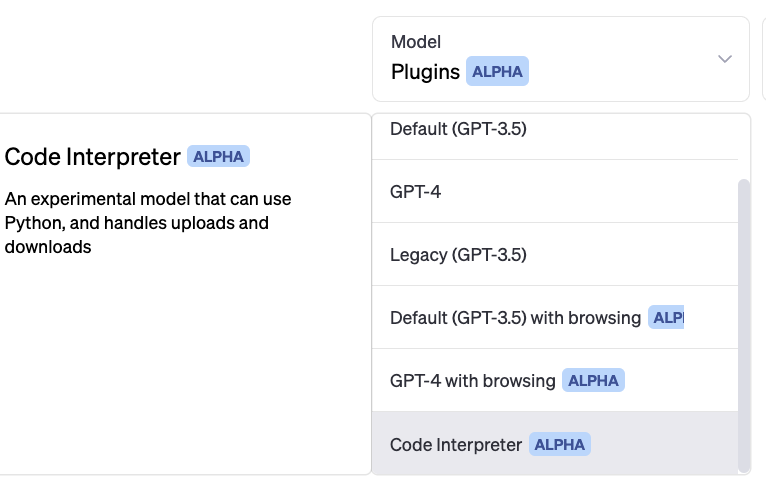 Model
Plugins ALPHA
Code Interpreter ALPHA
An experimental model that can use
Python, and handles uploads and
downloads
Default (GPT-3.5)
GPT-4
Legacy (GPT-3.5)
Default (GPT-3.5) with browsing ALP
GPT-4 with browsing ALPHA
Code Interpreter ALPHA